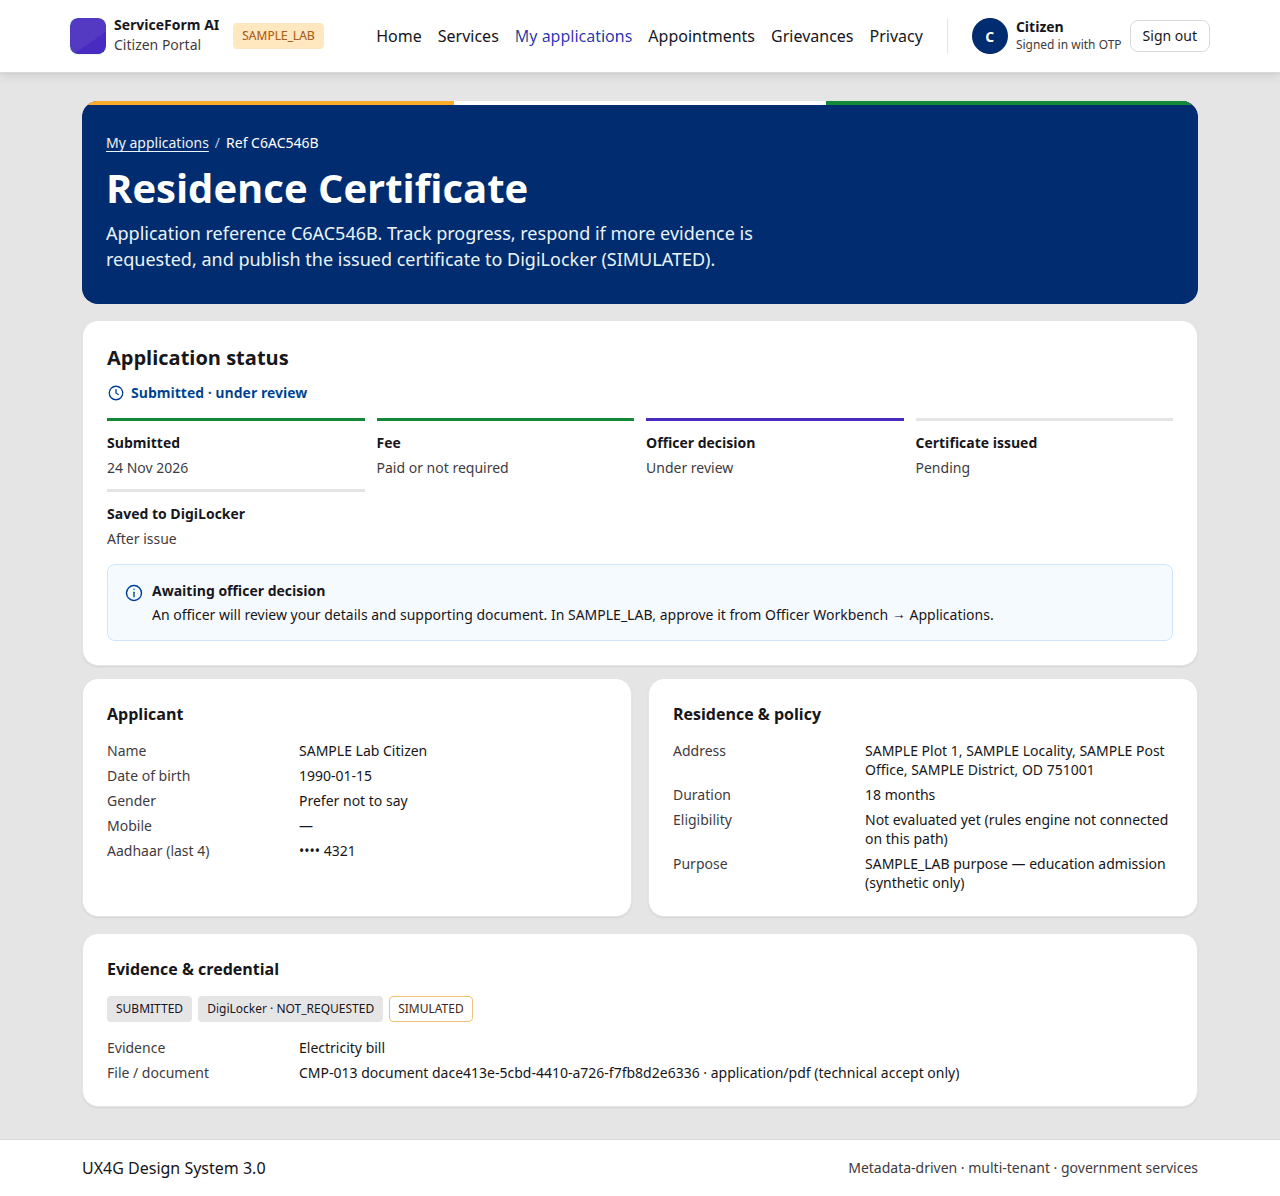 ServiceForm AI
Citizen Portal
SAMPLE_LAB
Home Services My applications Appointments Grievances Privacy
C
Citizen
Signed in with OTP
Sign out
My applications / Ref C6AC546B
Residence Certificate
Application reference C6AC546B. Track progress, respond if more evidence is
requested, and publish the issued certificate to DigiLocker (SIMULATED).
Application status
Submitted · under review
Submitted
24 Nov 2026
Fee
Paid or not required
Officer decision
Under review
Certificate issued
Pending
Saved to DigiLocker
After issue
Awaiting officer decision
An officer will review your details and supporting document. In SAMPLE_LAB, approve it from Officer Workbench → Applications.
Applicant
Name SAMPLE Lab Citizen
Date of birth 1990-01-15
Gender Prefer not to say
Mobile —
Aadhaar (last 4) •••• 4321
Residence & policy
Address SAMPLE Plot 1, SAMPLE Locality, SAMPLE Post
Office, SAMPLE District, OD 751001
Duration 18 months
Eligibility Not evaluated yet (rules engine not connected
on this path)
Purpose SAMPLE_LAB purpose — education admission
(synthetic only)
Evidence & credential
SUBMITTED DigiLocker · NOT_REQUESTED SIMULATED
Evidence Electricity bill
File / document CMP-013 document dace413e-5cbd-4410-a726-f7fb8d2e6336 · application/pdf (technical accept only)
UX4G Design System 3.0
Metadata-driven · multi-tenant · government services